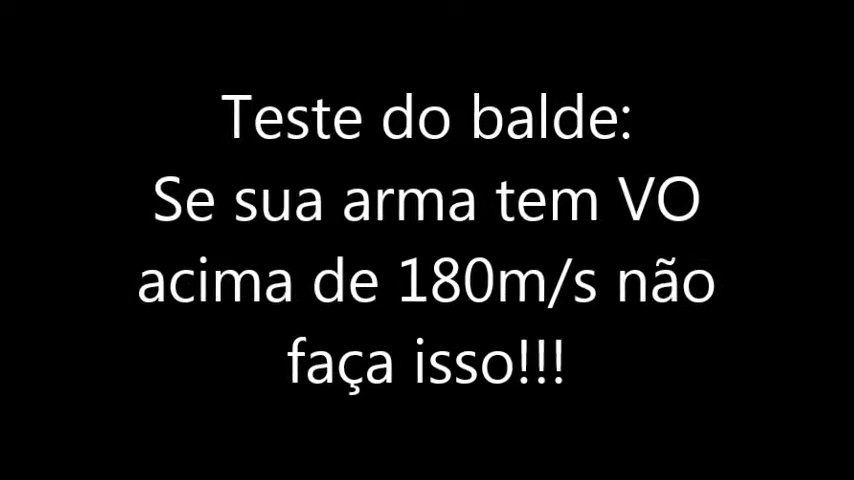 Teste do balde:
Se sua arma tem VO
acima de 180m/s não
faça isso!!!